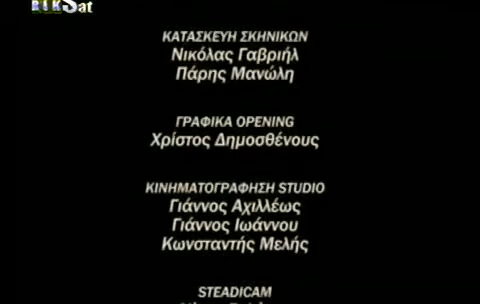 RIKSat
ΚΑΤΑΣΚΕΥΗ ΣΚΗΝΙΚΩΝ
Νικόλας Γαβριήλ
Πάρης Μανώλη
ΓΡΑΦΙΚΑ OPENING
Χρίστος Δημοσθένους
ΚΙΝΗΜΑΤΟΓΡΑΦΗΣΗ STUDIO
Γιάννος Αχιλλέως
Γιάννος Ιωάννου
Κωνσταντής Μελής
STEADICAM